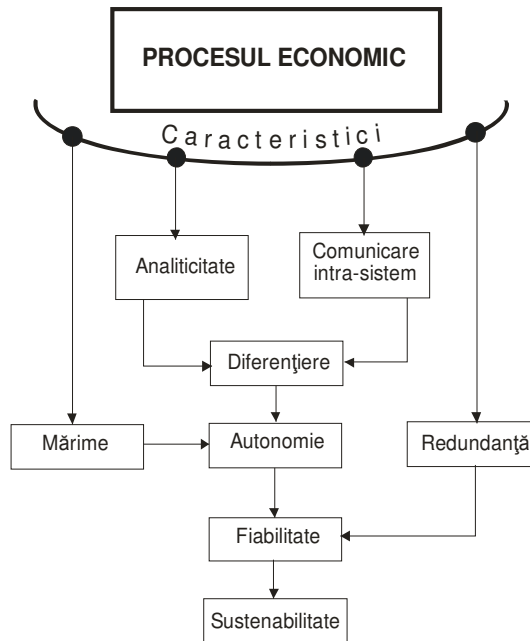 PROCESUL ECONOMIC
Caracteristici
Analiticitate
Comunicare
intra-sistem
Diferenţiere
Mărime
Autonomie
Redundanţă
Fiabilitate
Sustenabilitate